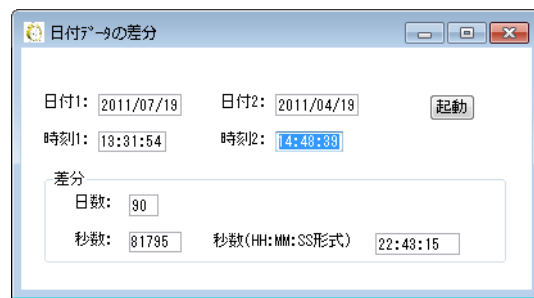 日付ﾃﾞｰﾀの差分
日付1: 2011/07/19 日付2: 2011/04/19 起動
時刻1: 13:31:54 時刻2: 14:48:39
差分
日数: 90
秒数: 81795 秒数(HH:MM:SS形式) 22:43:15